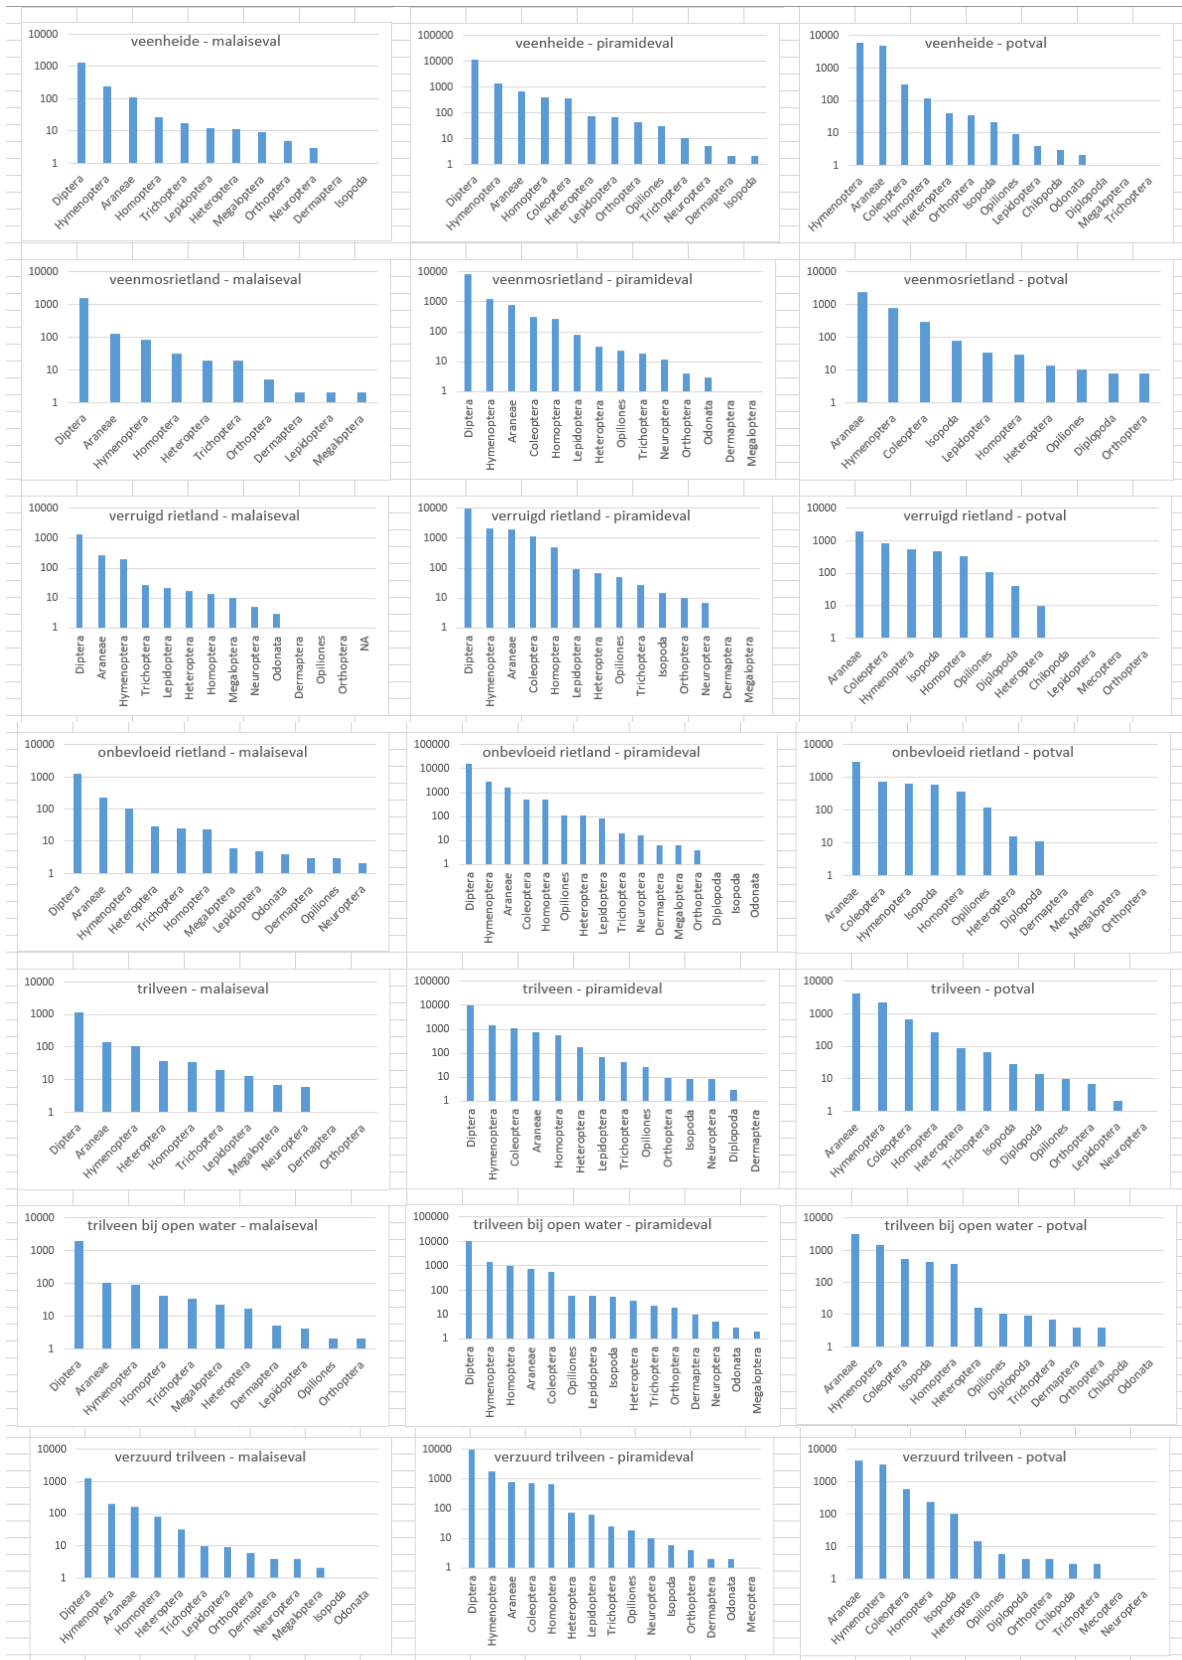 veenheide - malaiseval
10000
1000
100
10
1
Diptera
Hymenoptera
Araneae
Homoptera
Trichoptera
Lepidoptera
Heteroptera
Megaloptera
Orthoptera
Neuroptera
Dermaptera
Isopoda
veenheide - piramideval
100000
10000
1000
100
10
1
Diptera
Hymenoptera
Araneae
Homoptera
Coleoptera
Heteroptera
Lepidoptera
Orthoptera
Opiliones
Trichoptera
Neuroptera
Dermaptera
Isopoda
veenheide - potval
10000
1000
100
10
1
Hymenoptera
Araneae
Coleoptera
Homoptera
Heteroptera
Orthoptera
Isopoda
Opiliones
Lepidoptera
Chilopoda
Odonata
Diplopoda
Megaloptera
Trichoptera
veenmosrietland - malaiseval
10000
1000
100
10
1
Diptera
Araneae
Hymenoptera
Homoptera
Heteroptera
Trichoptera
Orthoptera
Dermaptera
Lepidoptera
Megaloptera
veenmosrietland - piramideval
10000
1000
100
10
1
Diptera
Hymenoptera
Araneae
Coleoptera
Homoptera
Lepidoptera
Heteroptera
Opiliones
Trichoptera
Neuroptera
Orthoptera
Odonata
Dermaptera
Megaloptera
veenmosrietland - potval
10000
1000
100
10
1
Araneae
Hymenoptera
Coleoptera
Isopoda
Lepidoptera
Homoptera
Heteroptera
Opiliones
Diplopoda
Orthoptera
verruigd rietland - malaiseval
10000
1000
100
10
1
Diptera
Araneae
Hymenoptera
Trichoptera
Lepidoptera
Heteroptera
Homoptera
Megaloptera
Neuroptera
Odonata
Dermaptera
Opiliones
Orthoptera
NA
verruigd rietland - piramideval
10000
1000
100
10
1
Diptera
Hymenoptera
Araneae
Coleoptera
Homoptera
Lepidoptera
Heteroptera
Opiliones
Trichoptera
Isopoda
Orthoptera
Neuroptera
Dermaptera
Megaloptera
verruigd rietland - potval
10000
1000
100
10
1
Araneae
Coleoptera
Hymenoptera
Isopoda
Homoptera
Opiliones
Diplopoda
Heteroptera
Chilopoda
Lepidoptera
Mecoptera
Orthoptera
onbevloeid rietland - malaiseval
10000
1000
100
10
1
Diptera
Araneae
Hymenoptera
Heteroptera
Trichoptera
Homoptera
Megaloptera
Lepidoptera
Odonata
Dermaptera
Opiliones
Neuroptera
onbevloeid rietland - piramideval
100000
10000
1000
100
10
1
Diptera
Hymenoptera
Araneae
Coleoptera
Homoptera
Opiliones
Heteroptera
Lepidoptera
Trichoptera
Neuroptera
Dermaptera
Megaloptera
Orthoptera
Diplopoda
Isopoda
Odonata
onbevloeid rietland - potval
10000
1000
100
10
1
Araneae
Coleoptera
Hymenoptera
Isopoda
Homoptera
Opiliones
Heteroptera
Diplopoda
Dermaptera
Mecoptera
Megaloptera
Orthoptera
trilveen - malaiseval
10000
1000
100
10
1
Diptera
Araneae
Hymenoptera
Heteroptera
Homoptera
Trichoptera
Lepidoptera
Megaloptera
Neuroptera
Dermaptera
Orthoptera
trilveen - piramideval
100000
10000
1000
100
10
1
Diptera
Hymenoptera
Coleoptera
Araneae
Homoptera
Heteroptera
Lepidoptera
Trichoptera
Opiliones
Orthoptera
Isopoda
Neuroptera
Diplopoda
Dermaptera
trilveen - potval
10000
1000
100
10
1
Araneae
Hymenoptera
Coleoptera
Homoptera
Heteroptera
Trichoptera
Isopoda
Diplopoda
Opiliones
Orthoptera
Lepidoptera
Neuroptera
trilveen bij open water - malaiseval
10000
1000
100
10
1
Diptera
Araneae
Hymenoptera
Homoptera
Trichoptera
Megaloptera
Heteroptera
Dermaptera
Lepidoptera
Opiliones
Orthoptera
trilveen bij open water - piramideval
100000
10000
1000
100
10
1
Diptera
Hymenoptera
Homoptera
Araneae
Coleoptera
Opiliones
Lepidoptera
Isopoda
Heteroptera
Trichoptera
Orthoptera
Dermaptera
Neuroptera
Odonata
Megaloptera
trilveen bij open water - potval
10000
1000
100
10
1
Araneae
Hymenoptera
Coleoptera
Isopoda
Homoptera
Heteroptera
Opiliones
Diplopoda
Trichoptera
Dermaptera
Orthoptera
Chilopoda
Odonata
verzuurd trilveen - malaiseval
10000
1000
100
10
1
Diptera
Hymenoptera
Araneae
Homoptera
Heteroptera
Trichoptera
Lepidoptera
Orthoptera
Dermaptera
Neuroptera
Megaloptera
Isopoda
Odonata
verzuurd trilveen - piramideval
10000
1000
100
10
1
Diptera
Hymenoptera
Araneae
Coleoptera
Homoptera
Heteroptera
Lepidoptera
Trichoptera
Opiliones
Neuroptera
Isopoda
Orthoptera
Dermaptera
Odonata
Mecoptera
verzuurd trilveen - potval
10000
1000
100
10
1
Araneae
Hymenoptera
Coleoptera
Homoptera
Isopoda
Heteroptera
Opiliones
Diplopoda
Orthoptera
Chilopoda
Trichoptera
Mecoptera
Neuroptera